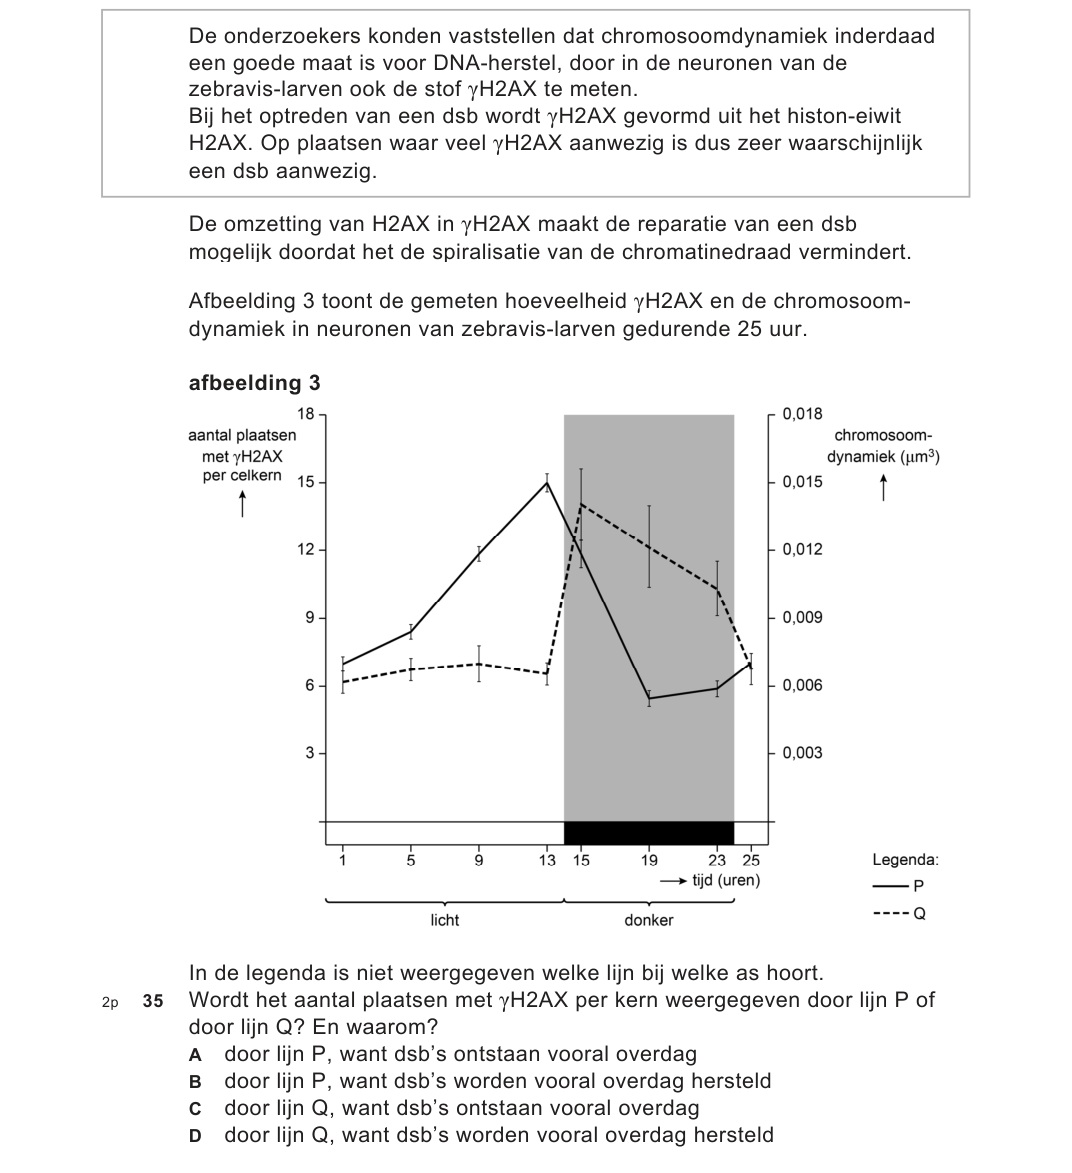 De onderzoekers konden vaststellen dat chromosoomdynamiek inderdaad
een goede maat is voor DNA-herstel, door in de neuronen van de
zebravis-larven ook de stof γH2AX te meten.
Bij het optreden van een dsb wordt γH2AX gevormd uit het histon-eiwit
H2AX. Op plaatsen waar veel γH2AX aanwezig is dus zeer waarschijnlijk
een dsb aanwezig.
De omzetting van H2AX in γH2AX maakt de reparatie van een dsb
mogelijk doordat het de spiralisatie van de chromatinedraad vermindert.
Afbeelding 3 toont de gemeten hoeveelheid γH2AX en de chromosoom-
dynamiek in neuronen van zebravis-larven gedurende 25 uur.
afbeelding 3
aantal plaatsen
met γH2AX
per celkern
18
15
12
9
6
3
0,018
0,015
0,012
0,009
0,006
0,003
chromosoom-
dynamiek (μm³)
1 5 9 13 15 19 23 25
tijd (uren)
licht donker
Legenda:
P
Q
In de legenda is niet weergegeven welke lijn bij welke as hoort.
2p 35 Wordt het aantal plaatsen met γH2AX per kern weergegeven door lijn P of
door lijn Q? En waarom?
A door lijn P, want dsb's ontstaan vooral overdag
B door lijn P, want dsb's worden vooral overdag hersteld
C door lijn Q, want dsb's ontstaan vooral overdag
D door lijn Q, want dsb's worden vooral overdag hersteld